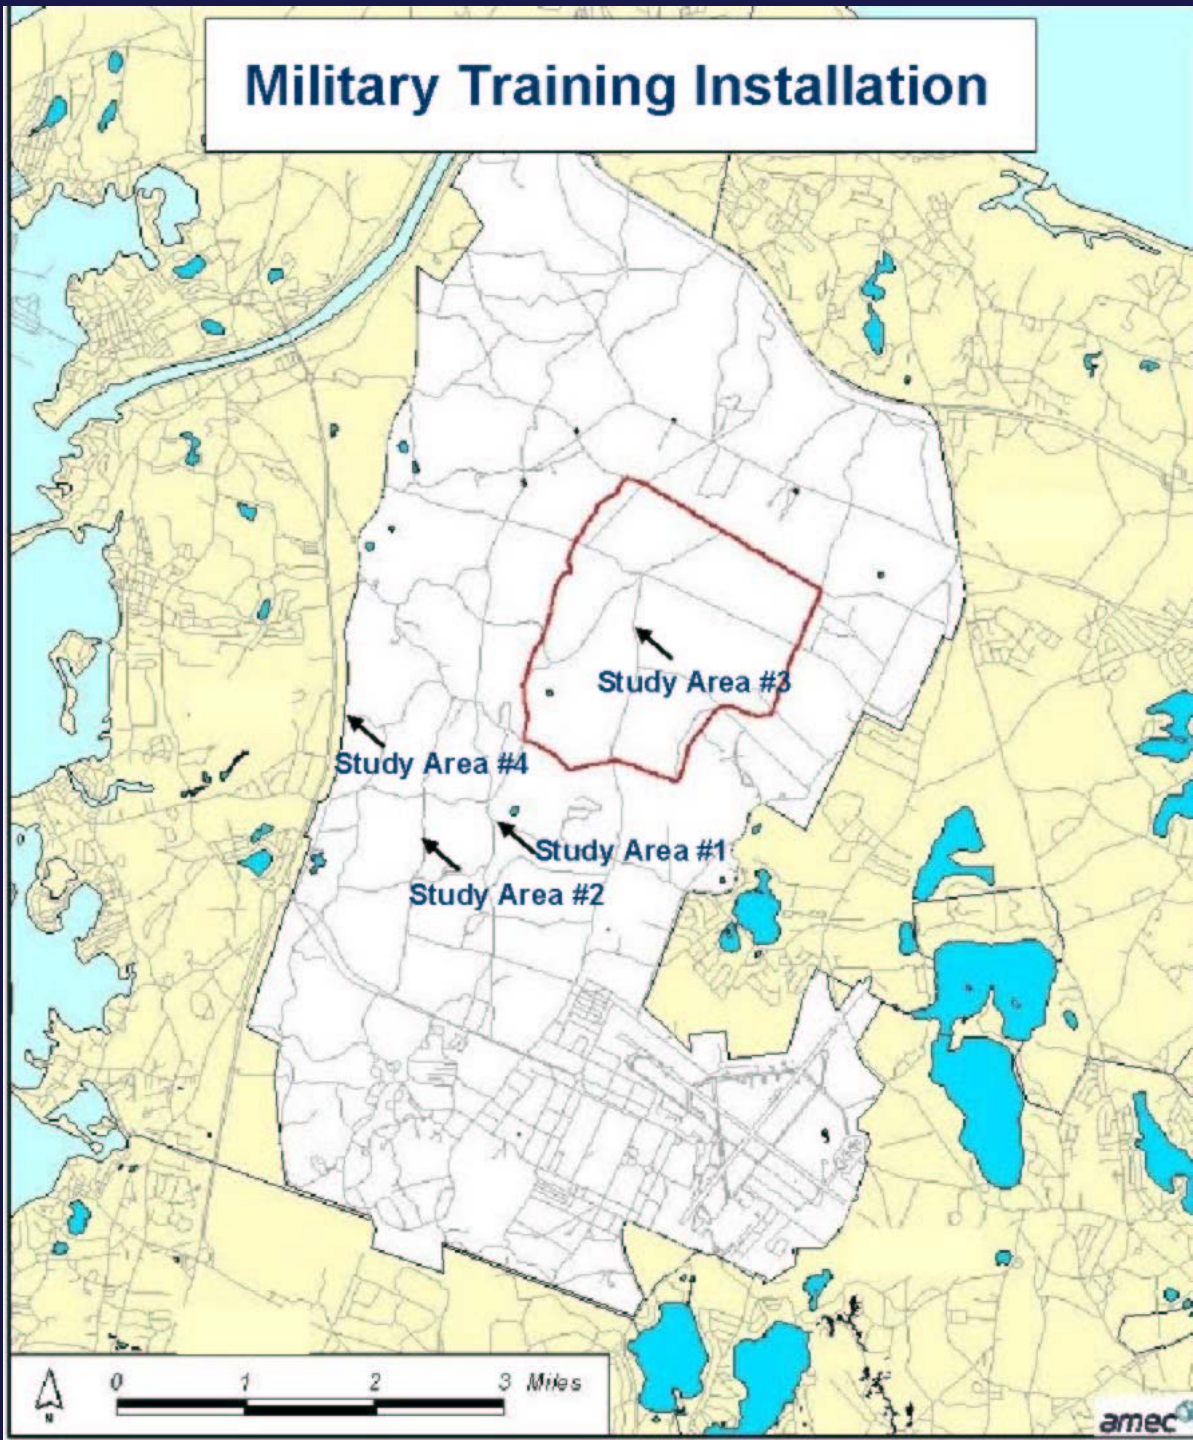 Military Training Installation
Study Area #3
Study Area #4
Study Area #1
Study Area #2
0 1 2 3 Miles
N
amec